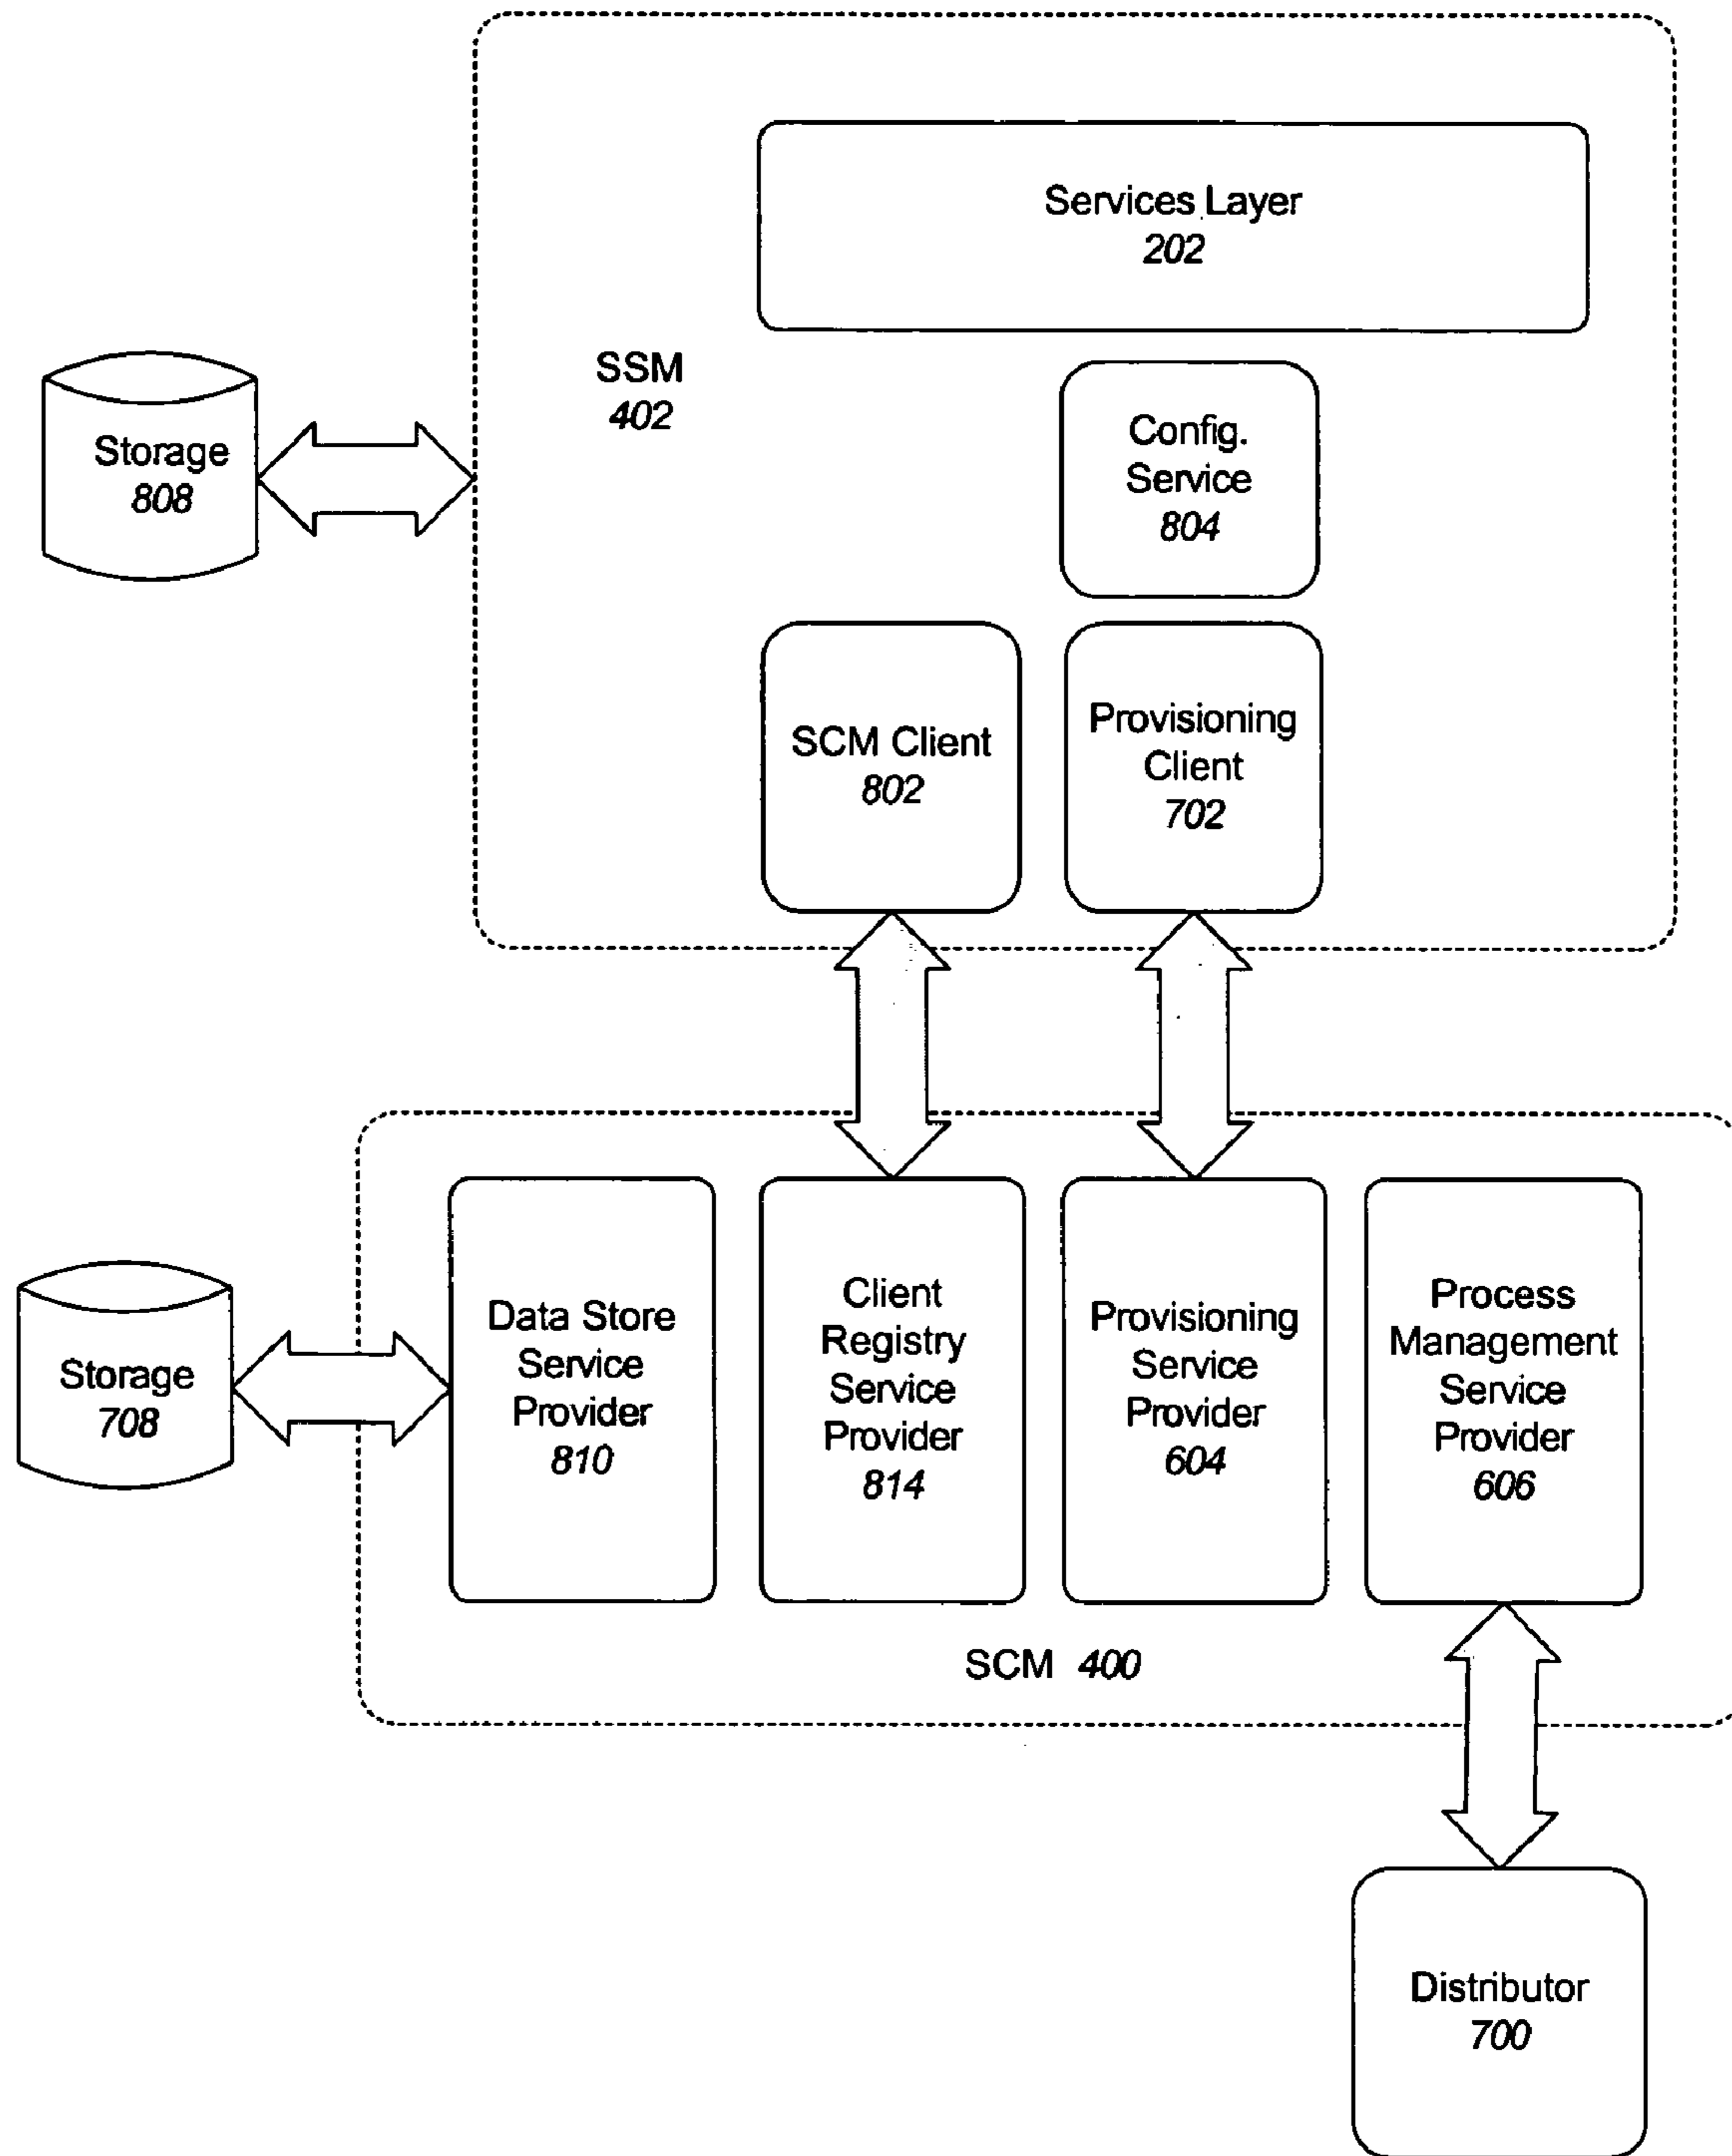 Services Layer
202
SSM
402
Storage
808
Config.
Service
804
SCM Client
802
Provisioning
Client
702
Storage
708
Data Store
Service
Provider
810
Client
Registry
Service
Provider
814
Provisioning
Service
Provider
604
Process
Management
Service
Provider
606
SCM 400
Distributor
700